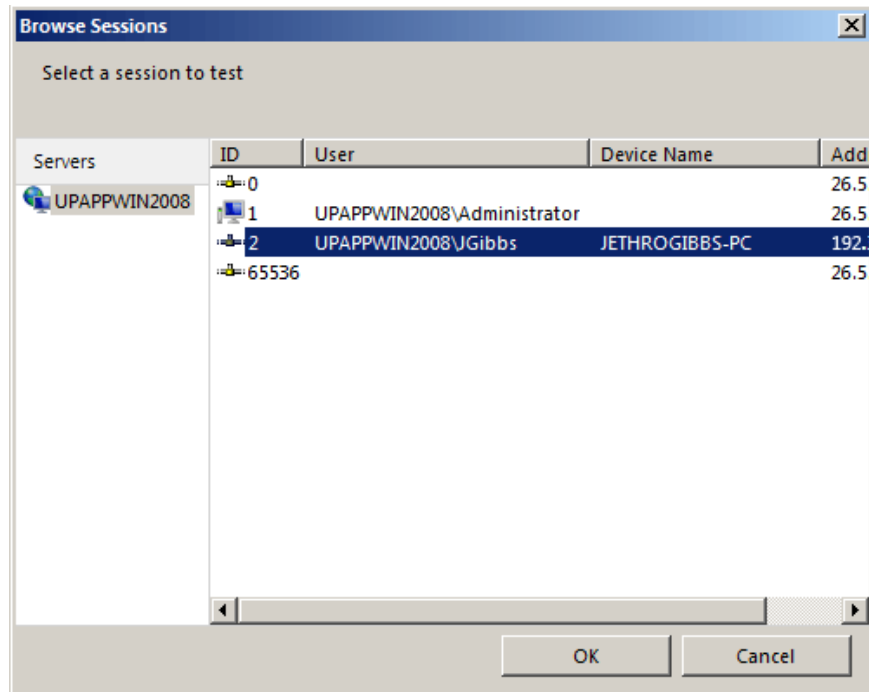 Browse Sessions
Select a session to test
Servers
UPAPPWIN2008
ID User Device Name Add
0 26.5
1 UPAPPWIN2008\Administrator 26.5
2 UPAPPWIN2008\JGibbs JETHROGIBBS-PC 192.
65536 26.5
OK Cancel